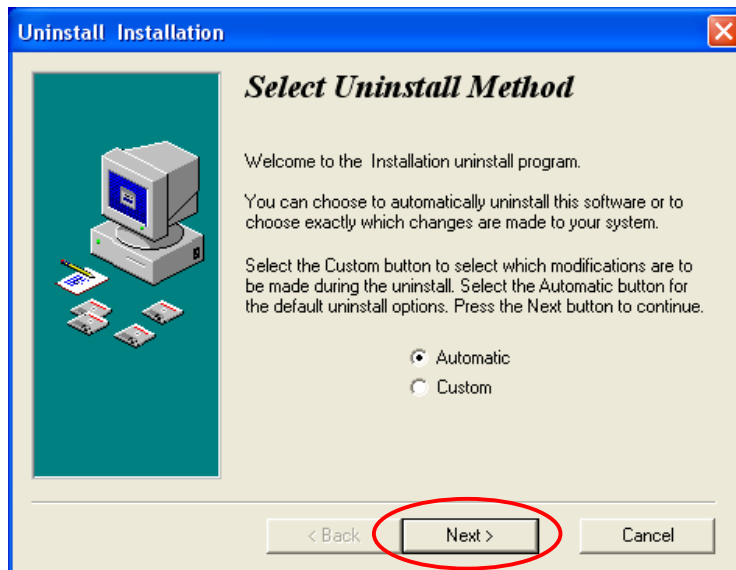 Uninstall  Installation
Select Uninstall Method
Welcome to the  Installation uninstall program.
You can choose to automatically uninstall this software or to
choose exactly which changes are made to your system.
Select the Custom button to select which modifications are to
be made during the uninstall. Select the Automatic button for
the default uninstall options. Press the Next button to continue.
Automatic
Custom
< Back
Next >
Cancel